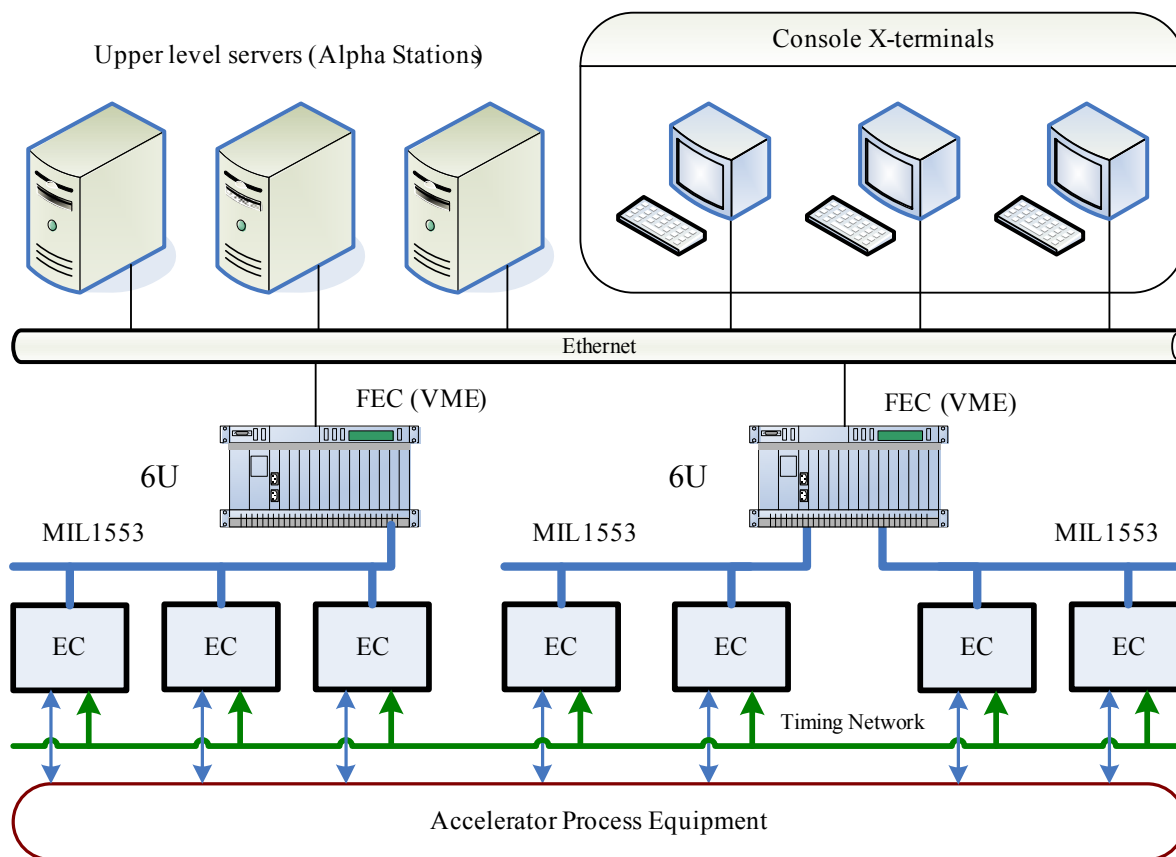 Upper level servers (Alpha Stations)
Console X-terminals
Ethernet
FEC (VME)
FEC (VME)
6U
6U
MIL1553
MIL1553
MIL1553
EC
EC
EC
EC
EC
EC
EC
Timing Network
Accelerator Process Equipment